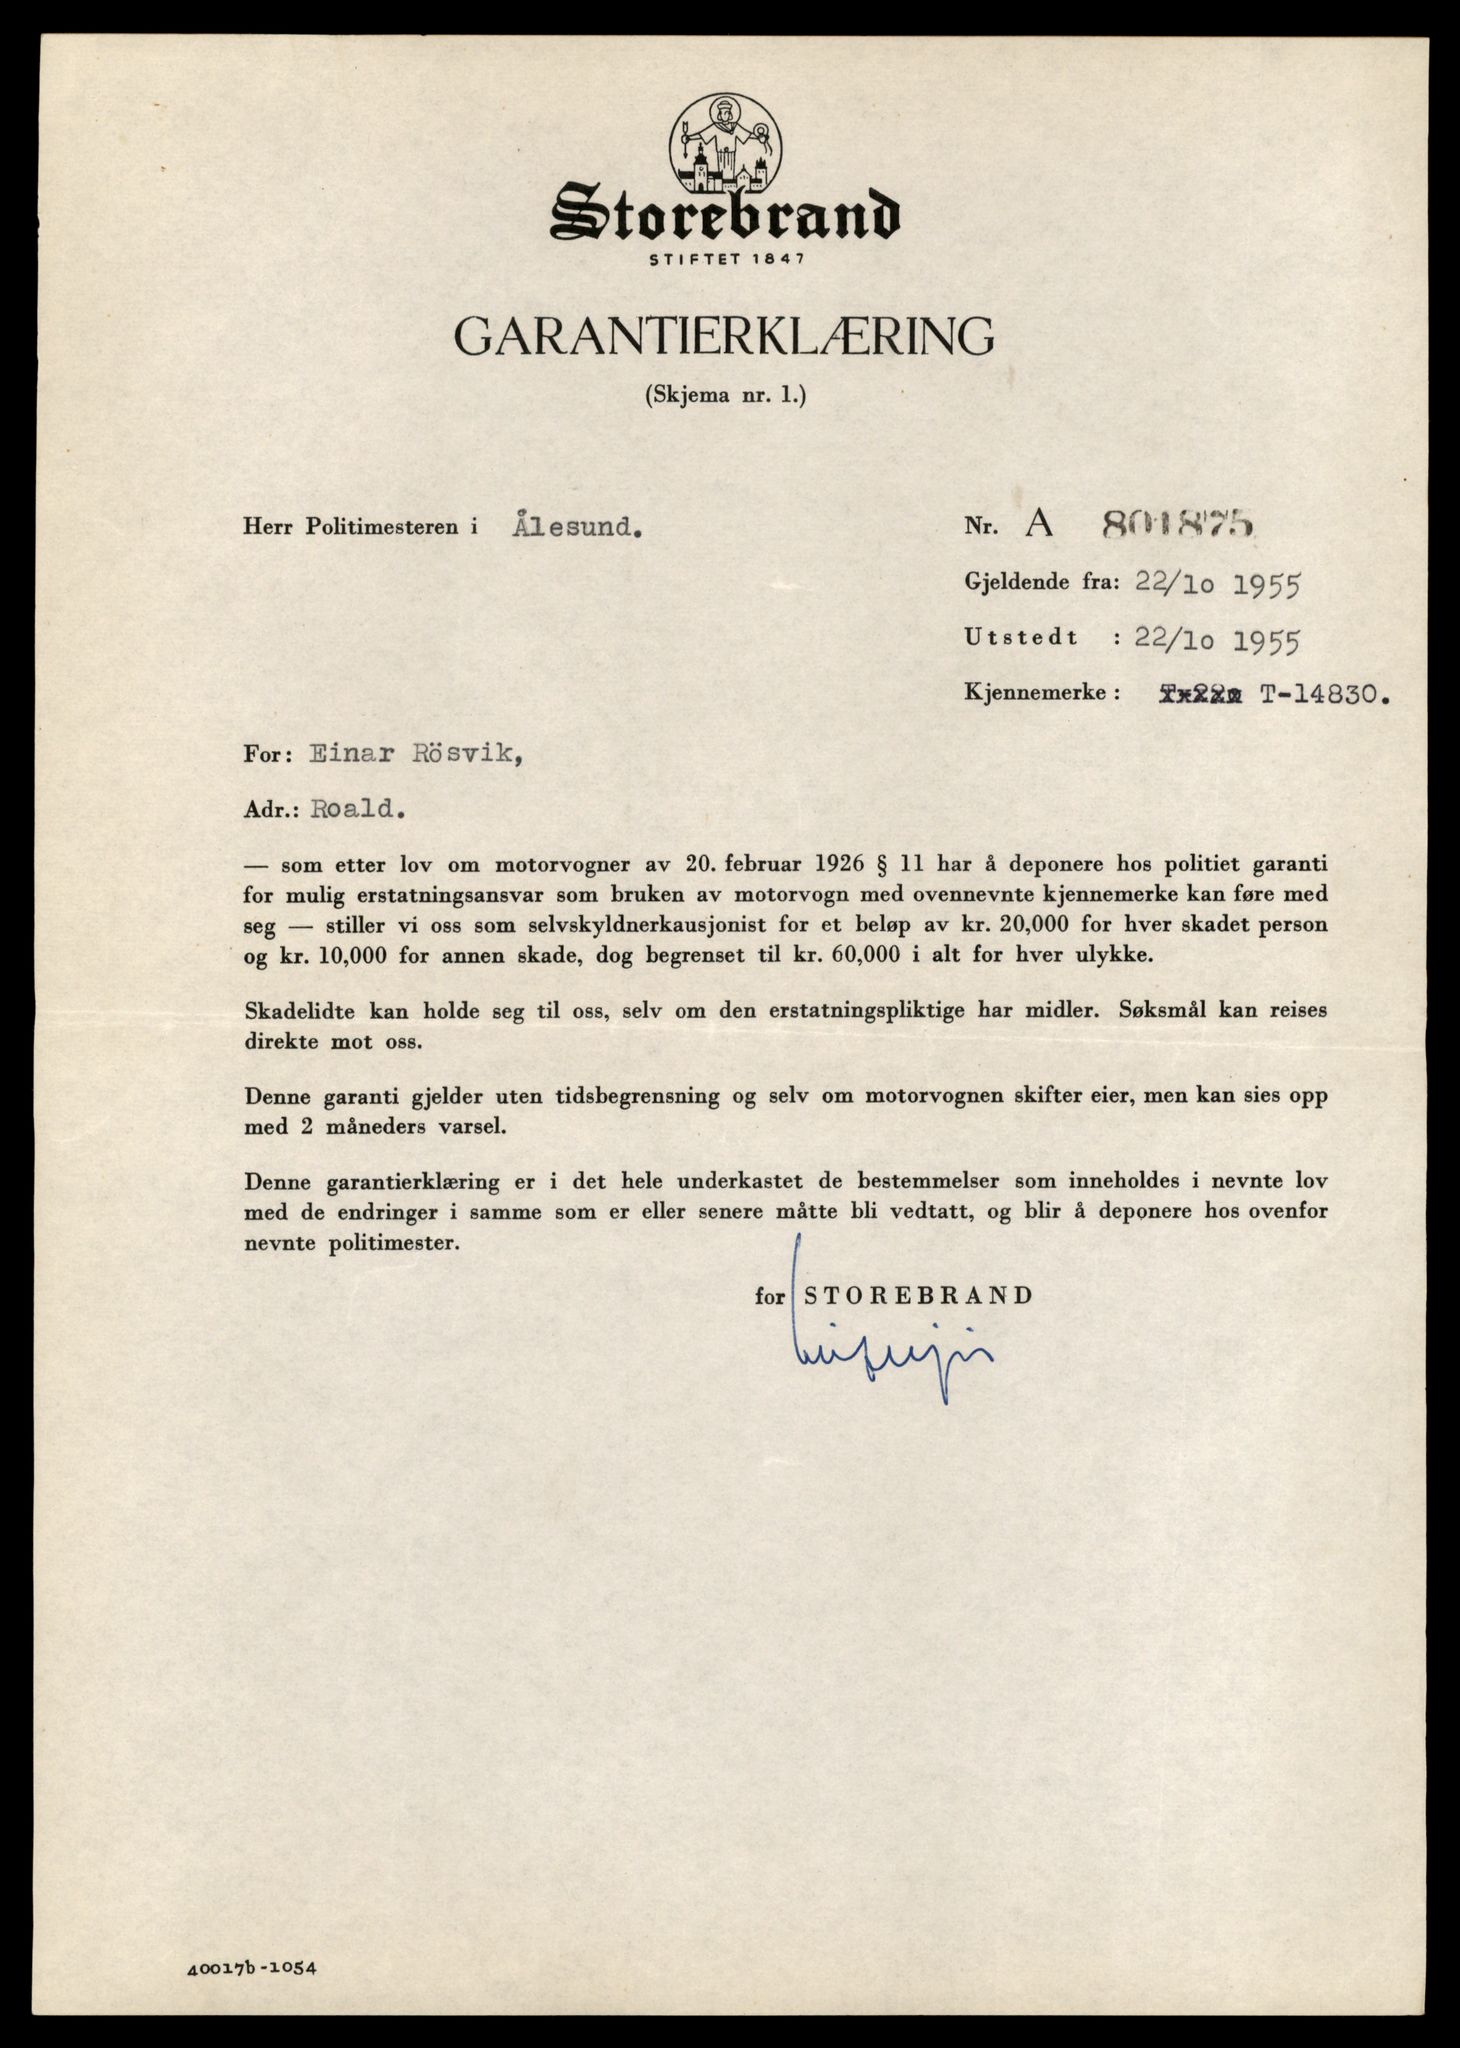 Storebrand
STIFTET 1847
GARANTIERKLÆRING
(Skjema nr. 1.)
Herr Politimesteren i Ålesund.
Nr. A 801875
Gjeldende fra: 22/10 1955
Utstedt : 22/10 1955
Kjennemerke : T-14830.
For: Einar Rösvik,
Adr.: Roald.
— som etter lov om motorvogner av 20. februar 1926 § 11 har å deponere hos politiet garanti
for mulig erstatningsansvar som bruken av motorvogn med ovennevnte kjennemerke kan føre med
seg — stiller vi oss som selvskyldnerkausjonist for et beløp av kr. 20,000 for hver skadet person
og kr. 10,000 for annen skade, dog begrenset til kr. 60,000 i alt for hver ulykke.
Skadelidte kan holde seg til oss, selv om den erstatningspliktige har midler. Søksmål kan reises
direkte mot oss.
Denne garanti gjelder uten tidsbegrensning og selv om motorvognen skifter eier, men kan sies opp
med 2 måneders varsel.
Denne garantierklæring er i det hele underkastet de bestemmelser som inneholdes i nevnte lov
med de endringer i samme som er eller senere måtte bli vedtatt, og blir å deponere hos ovenfor
nevnte politimester.
for STOREBRAND
40017b-1054